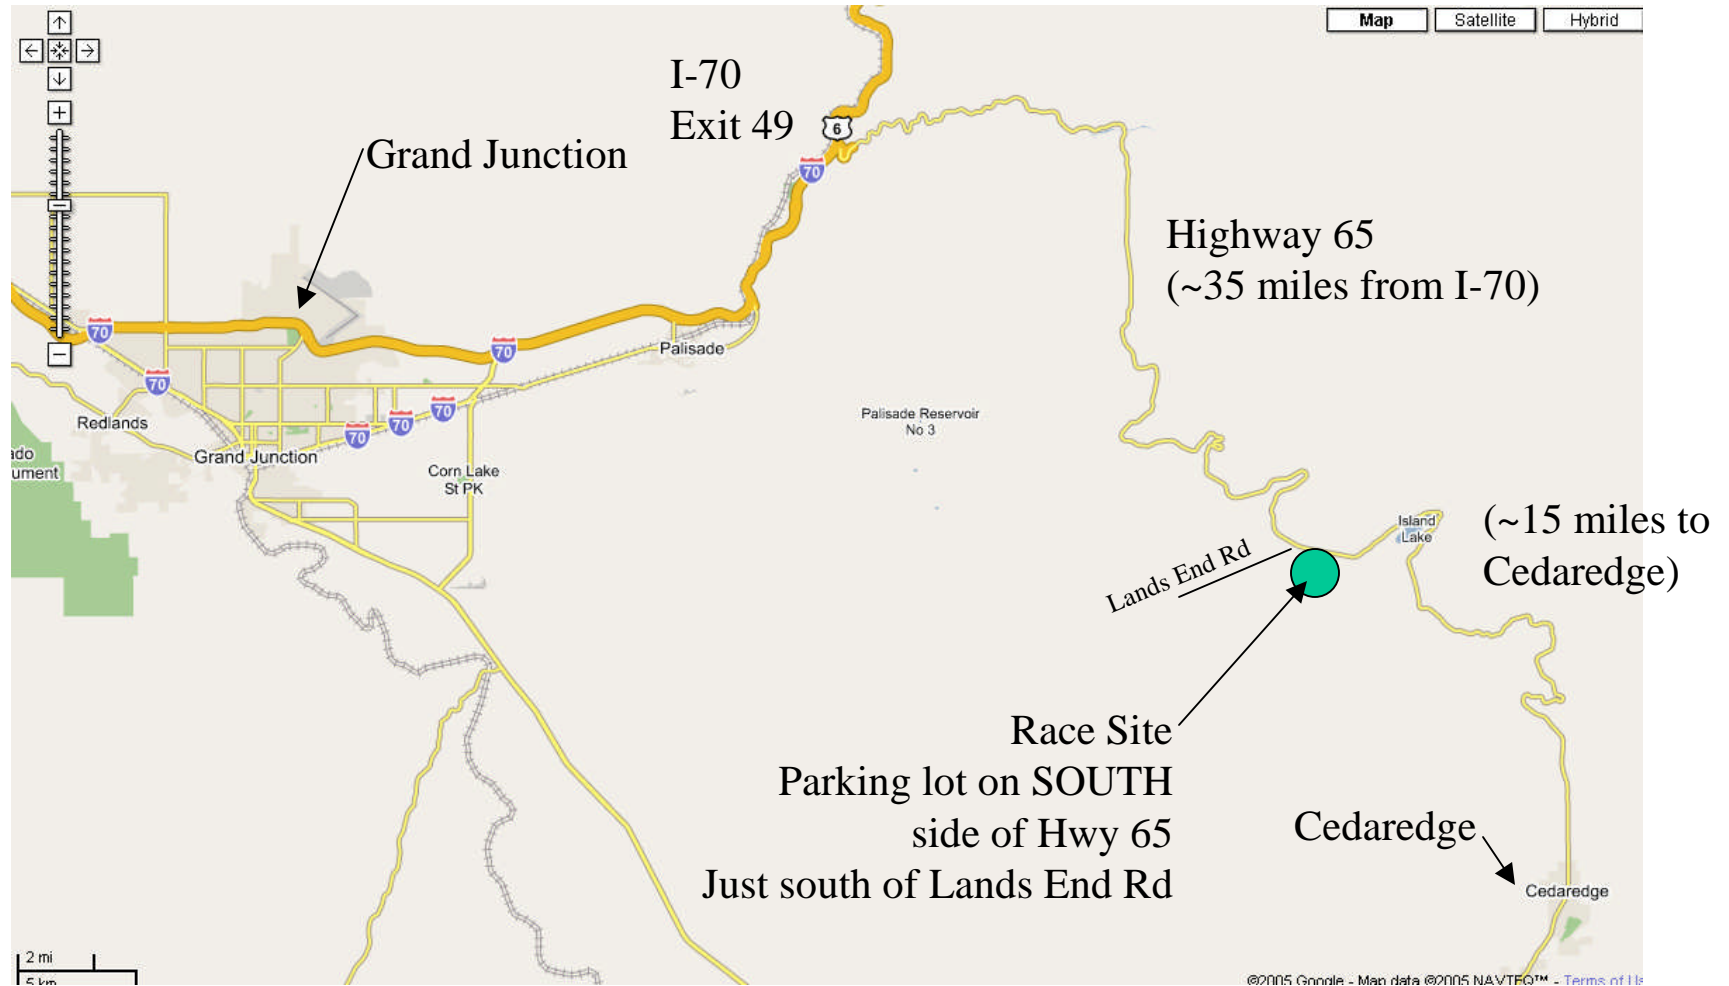 Map Satellite Hybrid
I-70
Exit 49
6
Grand Junction
70
Highway 65
(~35 miles from I-70)
70
70
Palisade
70
70
70
70
Redlands
Palisade Reservoir
No 3
ado
ument
Grand Junction
Corn Lake
St PK
Island
Lake
(~15 miles to
Cedaredge)
Lands End Rd
Race Site
Parking lot on SOUTH
side of Hwy 65
Just south of Lands End Rd
Cedaredge
Cedaredge
2 mi
5 km
©2005 Google - Map data ©2005 NAVTEQ™ - Terms of Us